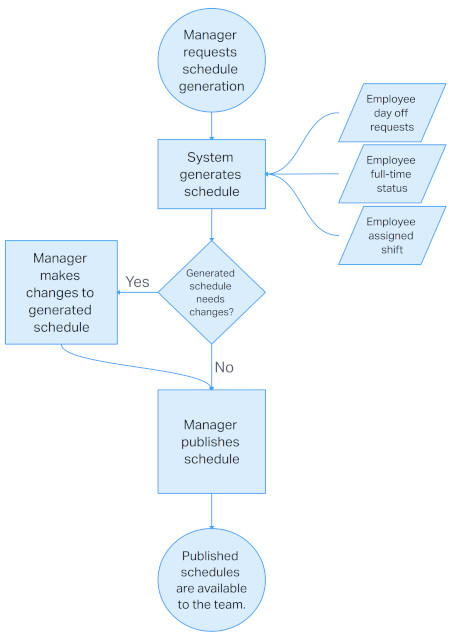 Manager
requests
schedule
generation
System
generates
schedule
Employee
day off
requests
Employee
full-time
status
Employee
assigned
shift
Generated
schedule
needs
changes?
Yes
Manager
makes
changes to
generated
schedule
No
Manager
publishes
schedule
Published
schedules
are available
to the team.